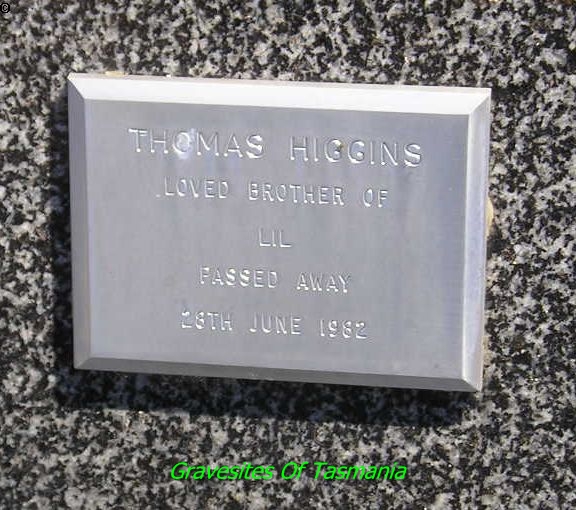 THOMAS HIGGINS
LOVED BROTHER OF
LIL
PASSED AWAY
28TH JUNE 1982
Gravesites Of Tasmania